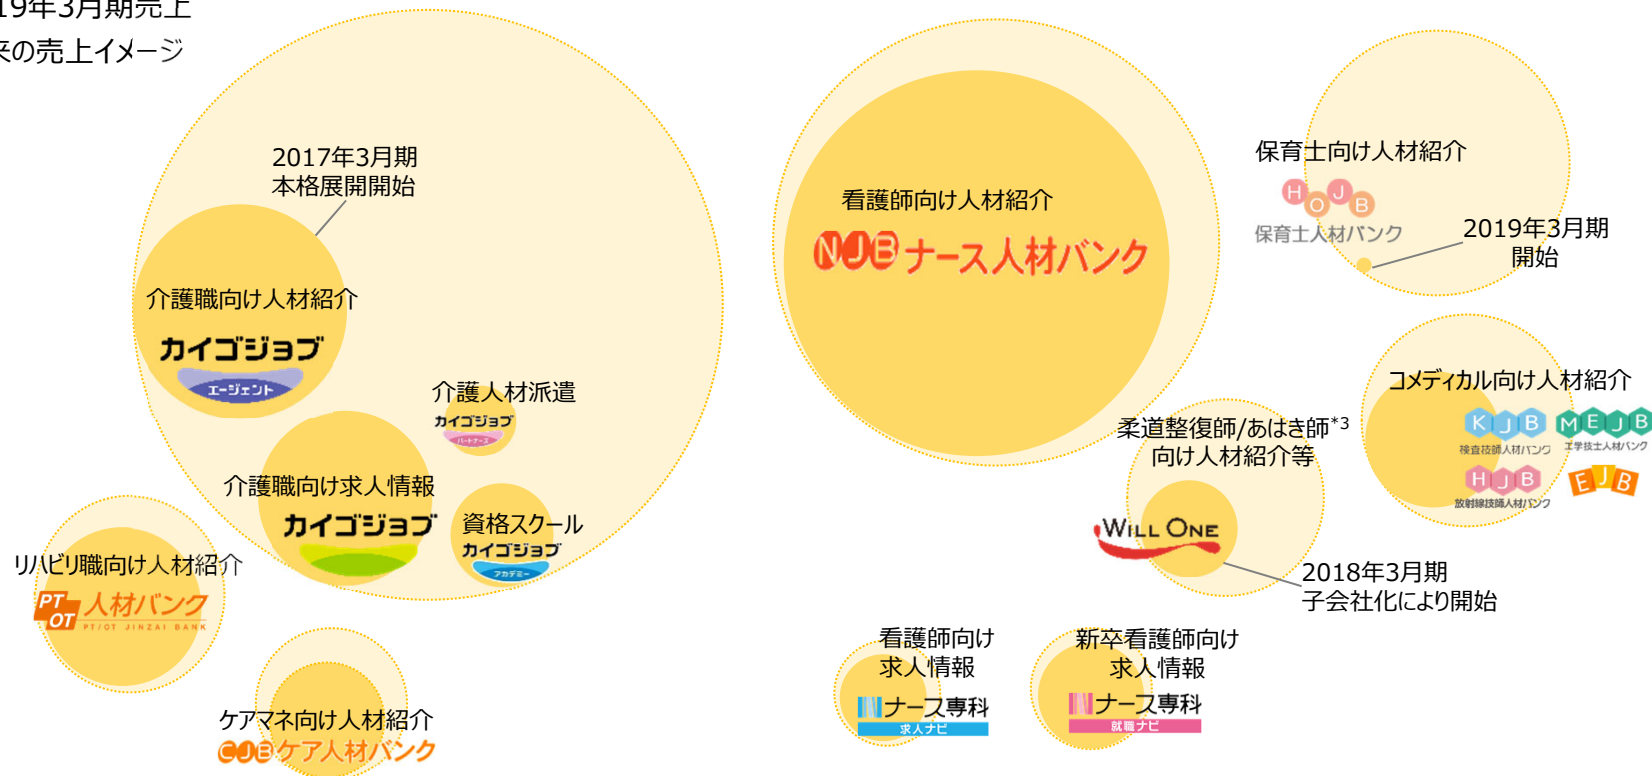 19年3月期売上
来の売上イメージ
2017年3月期
本格展開開始
介護職向け人材紹介
カイゴジョブ
エージェント
介護人材派遣
カイゴジョブ
パートナーズ
介護職向け求人情報
カイゴジョブ
資格スクール
カイゴジョブ
アカデミー
リハビリ職向け人材紹介
PT
OT
人材バンク
PT/OT JINZAI BANK
ケアマネ向け人材紹介
CJBケア人材バンク
看護師向け人材紹介
NJBナース人材バンク
保育士向け人材紹介
HOJB
保育士人材バンク
2019年3月期
開始
コメディカル向け人材紹介
KJB
検査技師人材バンク
MEJB
工学技士人材バンク
HJB
放射線技師人材バンク
EJB
柔道整復師/あはき師*3
向け人材紹介等
WILL ONE
2018年3月期
子会社化により開始
看護師向け
求人情報
ナース専科
求人ナビ
新卒看護師向け
求人情報
ナース専科
就職ナビ